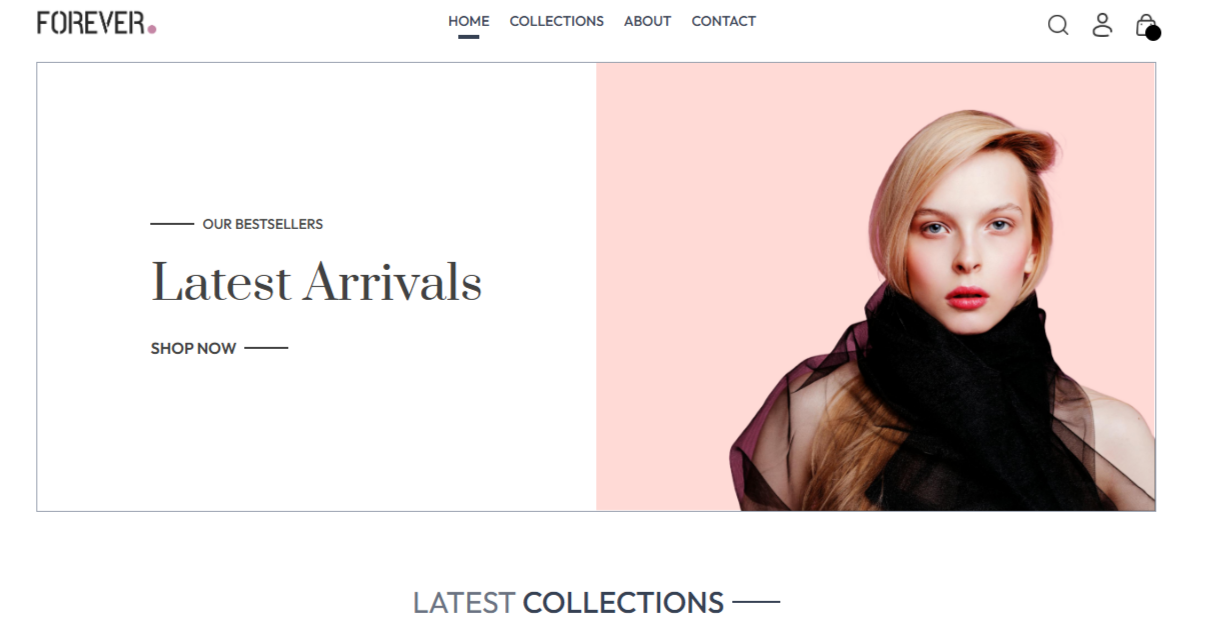 FOREVER.
HOME COLLECTIONS ABOUT CONTACT
OUR BESTSELLERS
Latest Arrivals
SHOP NOW
LATEST COLLECTIONS